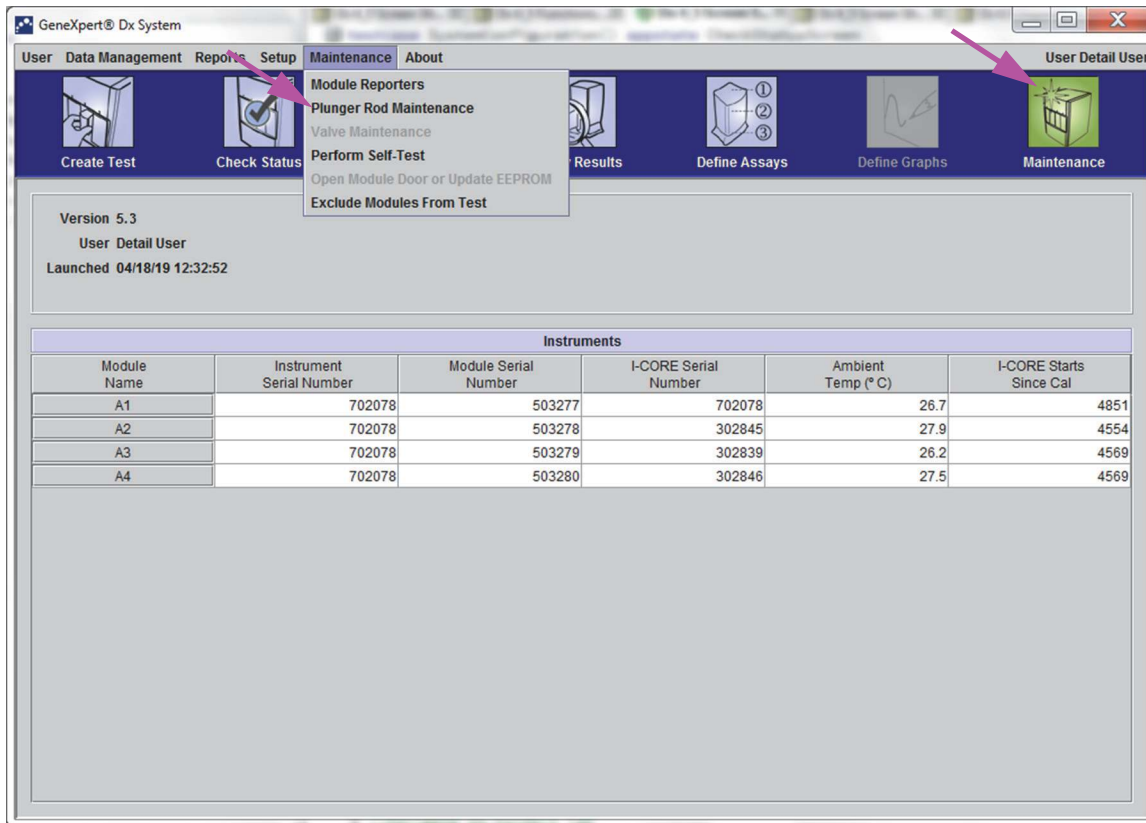 GeneXpert® Dx System
User Data Management Reports Setup Maintenance About User Detail User
Module Reporters
Plunger Rod Maintenance
Valve Maintenance
Perform Self-Test
Open Module Door or Update EEPROM
Exclude Modules From Test
Create Test Check Status Results Define Assays Define Graphs Maintenance
Version 5.3
User Detail User
Launched 04/18/19 12:32:52
Instruments
Module Name Instrument Serial Number Module Serial Number I-CORE Serial Number Ambient Temp (° C) I-CORE Starts Since Cal
A1 702078 503277 702078 26.7 4851
A2 702078 503278 302845 27.9 4554
A3 702078 503279 302839 26.2 4569
A4 702078 503280 302846 27.5 4569